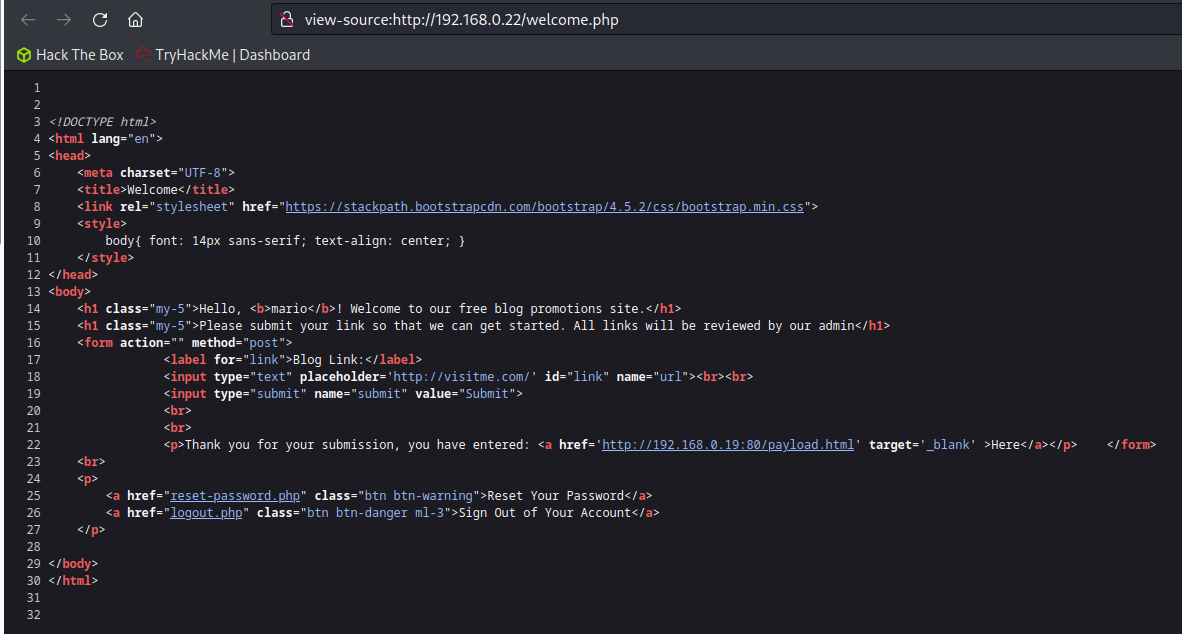 view-source:http://192.168.0.22/welcome.php
Hack The Box TryHackMe | Dashboard
1
2
3 <!DOCTYPE html>
4 <html lang="en">
5 <head>
6 <meta charset="UTF-8">
7 <title>Welcome</title>
8 <link rel="stylesheet" href="https://stackpath.bootstrapcdn.com/bootstrap/4.5.2/css/bootstrap.min.css">
9 <style>
10 body{ font: 14px sans-serif; text-align: center; }
11 </style>
12 </head>
13 <body>
14 <h1 class="my-5">Hello, <b>mario</b>! Welcome to our free blog promotions site.</h1>
15 <h1 class="my-5">Please submit your link so that we can get started. All links will be reviewed by our admin</h1>
16 <form action="" method="post">
17 <label for="link">Blog Link:</label>
18 <input type="text" placeholder='http://visitme.com/' id="link" name="url"><br><br>
19 <input type="submit" name="submit" value="Submit">
20 <br>
21 <br>
22 <p>Thank you for your submission, you have entered: <a href='http://192.168.0.19:80/payload.html' target='_blank' >Here</a></p> </form>
23 <br>
24 <p>
25 <a href="reset-password.php" class="btn btn-warning">Reset Your Password</a>
26 <a href="logout.php" class="btn btn-danger ml-3">Sign Out of Your Account</a>
27 </p>
28
29 </body>
30 </html>
31
32